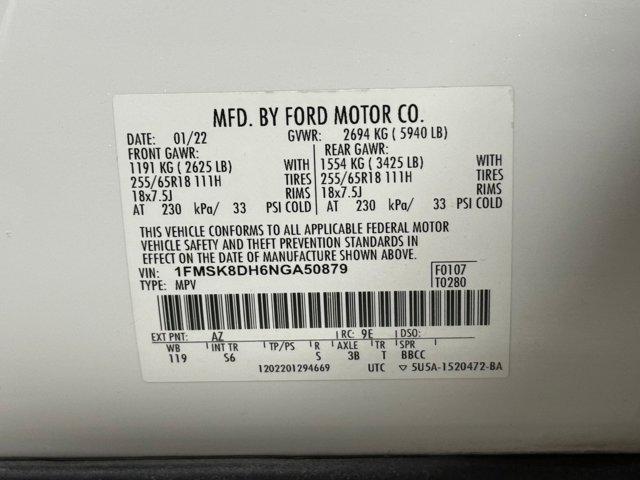 MFD. BY FORD MOTOR CO.
DATE: 01/22 GVWR: 2694 KG ( 5940 LB)
FRONT GAWR: REAR GAWR:
1191 KG ( 2625 LB) WITH 1554 KG ( 3425 LB) WITH
255/65R18 111H TIRES 255/65R18 111H TIRES
18x7.5J RIMS 18x7.5J RIMS
AT 230 kPa/ 33 PSI COLD AT 230 kPa/ 33 PSI COLD
THIS VEHICLE CONFORMS TO ALL APPLICABLE FEDERAL MOTOR
VEHICLE SAFETY AND THEFT PREVENTION STANDARDS IN
EFFECT ON THE DATE OF MANUFACTURE SHOWN ABOVE.
VIN: 1FMSK8DH6NGA50879 F0107
TYPE: MPV T0280
EXT PNT: AZ RC: 9E DSO:
WB INT TR TP/PS R AXLE TR SPR
119 S6 S 3B T BBCC
1202201294669 UTC ▽ 5U5A-1520472-BA